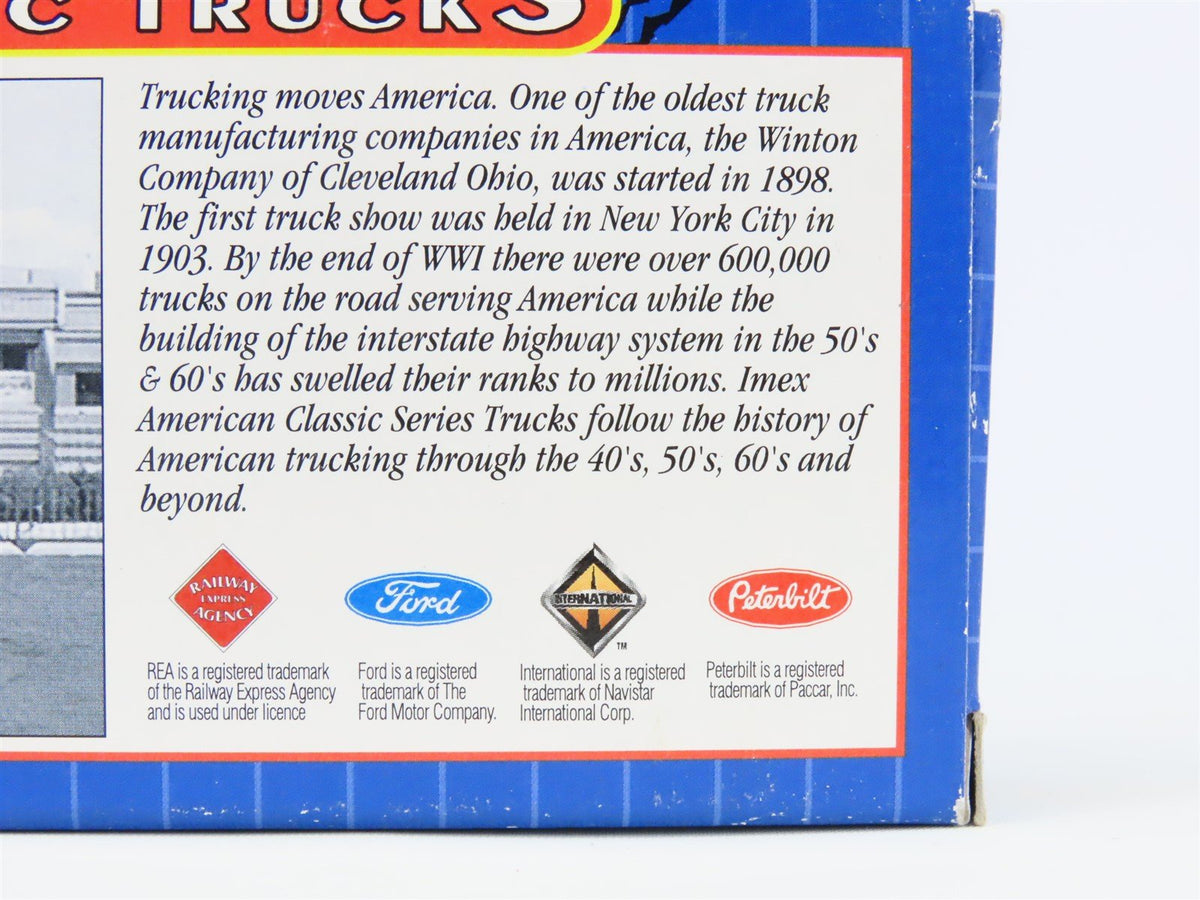 C TRUCKS
Trucking moves America. One of the oldest truck
manufacturing companies in America, the Winton
Company of Cleveland Ohio, was started in 1898.
The first truck show was held in New York City in
1903. By the end of WWI there were over 600,000
trucks on the road serving America while the
building of the interstate highway system in the 50's
& 60's has swelled their ranks to millions. Imex
American Classic Series Trucks follow the history of
American trucking through the 40's, 50's, 60's and
beyond.
RAILWAY
EXPRESS
AGENCY
Ford
INTERNATIONAL
TM
Peterbilt
REA is a registered trademark
of the Railway Express Agency
and is used under licence
Ford is a registered
trademark of The
Ford Motor Company.
International is a registered
trademark of Navistar
International Corp.
Peterbilt is a registered
trademark of Paccar, Inc.